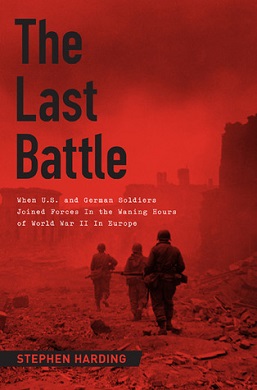 The
Last
Battle
When U.S. and German Soldiers
Joined Forces In the Waning Hours
of World War II In Europe
STEPHEN HARDING